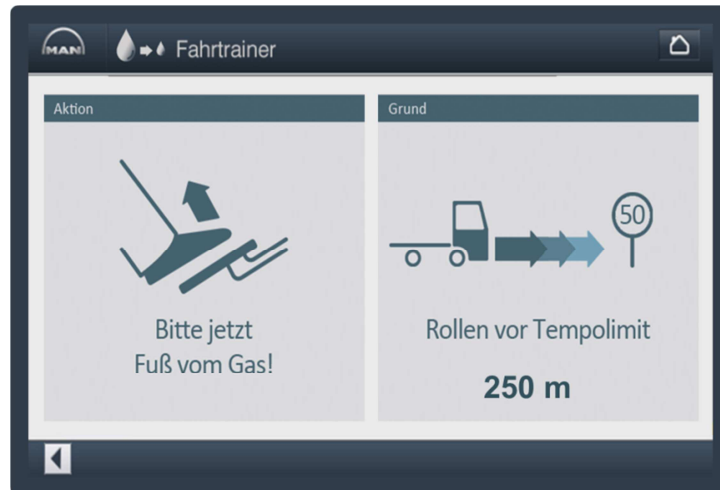 MAN
Fahrtrainer
Aktion
Grund
50
Bitte jetzt
Fuß vom Gas!
Rollen vor Tempolimit
250 m